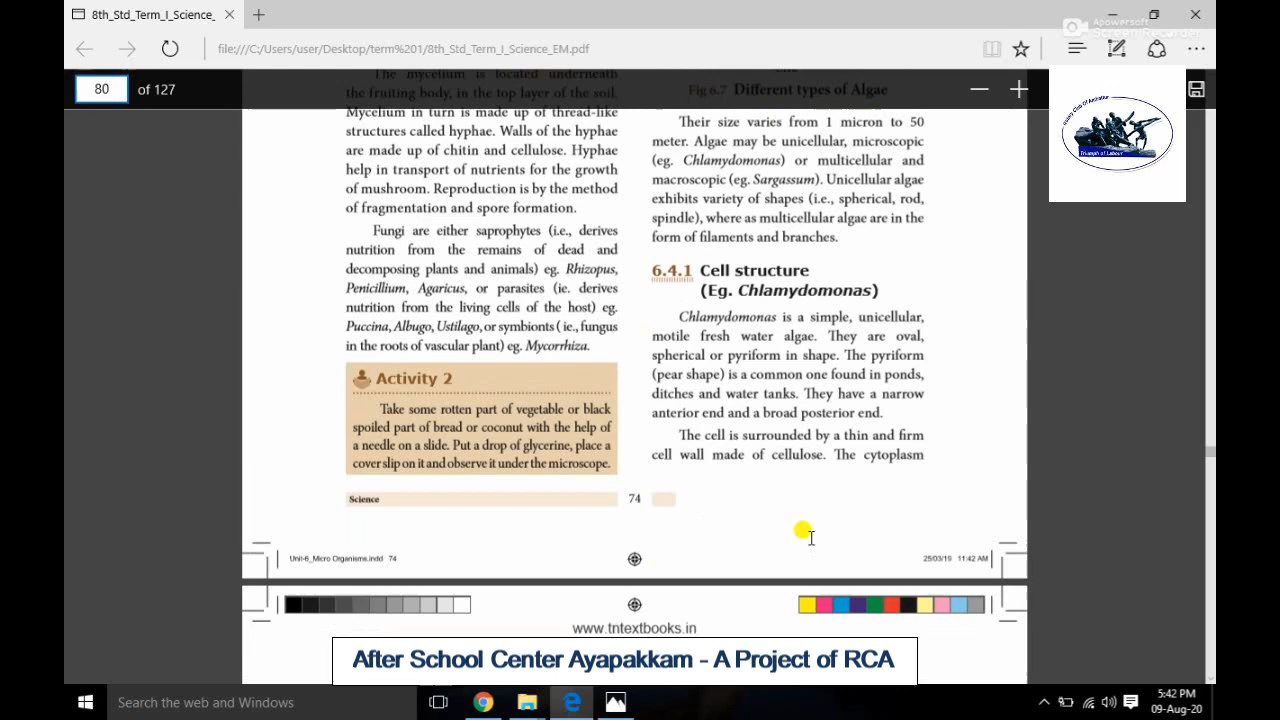 8th_Std_Term_I_Science_
Apowersoft
Screen Recorder
file:///C:/Users/user/Desktop/term%201/8th_Std_Term_I_Science_EM.pdf
80 of 127
The mycelium is located underneath
the fruiting body, in the top layer of the soil.
Mycelium in turn is made up of thread-like
structures called hyphae. Walls of the hyphae
are made up of chitin and cellulose. Hyphae
help in transport of nutrients for the growth
of mushroom. Reproduction is by the method
of fragmentation and spore formation.
Fungi are either saprophytes (i.e., derives
nutrition from the remains of dead and
decomposing plants and animals) eg. Rhizopus,
Penicillium, Agaricus, or parasites (ie. derives
nutrition from the living cells of the host) eg.
Puccina, Albugo, Ustilago, or symbionts ( ie., fungus
in the roots of vascular plant) eg. Mycorrhiza.
Activity 2
Take some rotten part of vegetable or black
spoiled part of bread or coconut with the help of
a needle on a slide. Put a drop of glycerine, place a
cover slip on it and observe it under the microscope.
Fig 6.7 Different types of Algae
Their size varies from 1 micron to 50
meter. Algae may be unicellular, microscopic
(eg. Chlamydomonas) or multicellular and
macroscopic (eg. Sargassum). Unicellular algae
exhibits variety of shapes (i.e., spherical, rod,
spindle), where as multicellular algae are in the
form of filaments and branches.
6.4.1 Cell structure
(Eg. Chlamydomonas)
Chlamydomonas is a simple, unicellular,
motile fresh water algae. They are oval,
spherical or pyriform in shape. The pyriform
(pear shape) is a common one found in ponds,
ditches and water tanks. They have a narrow
anterior end and a broad posterior end.
The cell is surrounded by a thin and firm
cell wall made of cellulose. The cytoplasm
Science 74
Unit-6_Micro Organisms.indd 74
25/03/19 11:42 AM
www.tntextbooks.in
After School Center Ayapakkam - A Project of RCA
Triumph of Labour
Search the web and Windows
5:42 PM
09-Aug-20